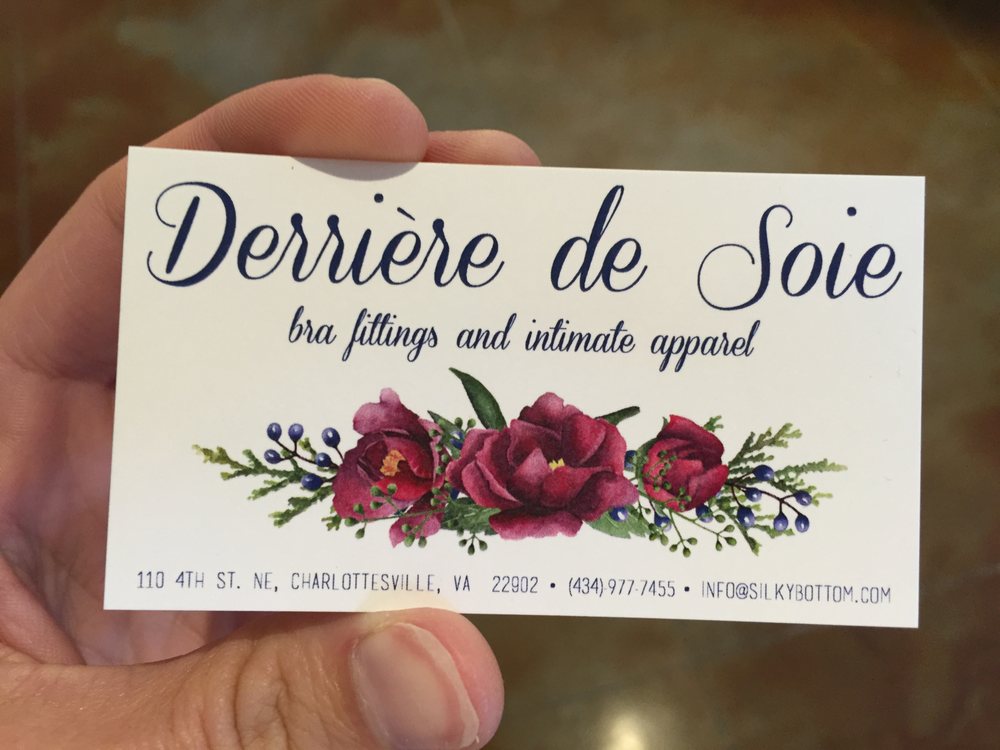 Derrière de Soie
bra fittings and intimate apparel
110 4TH ST. NE, CHARLOTTESVILLE, VA 22902 • (434)-977-7455 • INFO@SILKYBOTTOM.COM